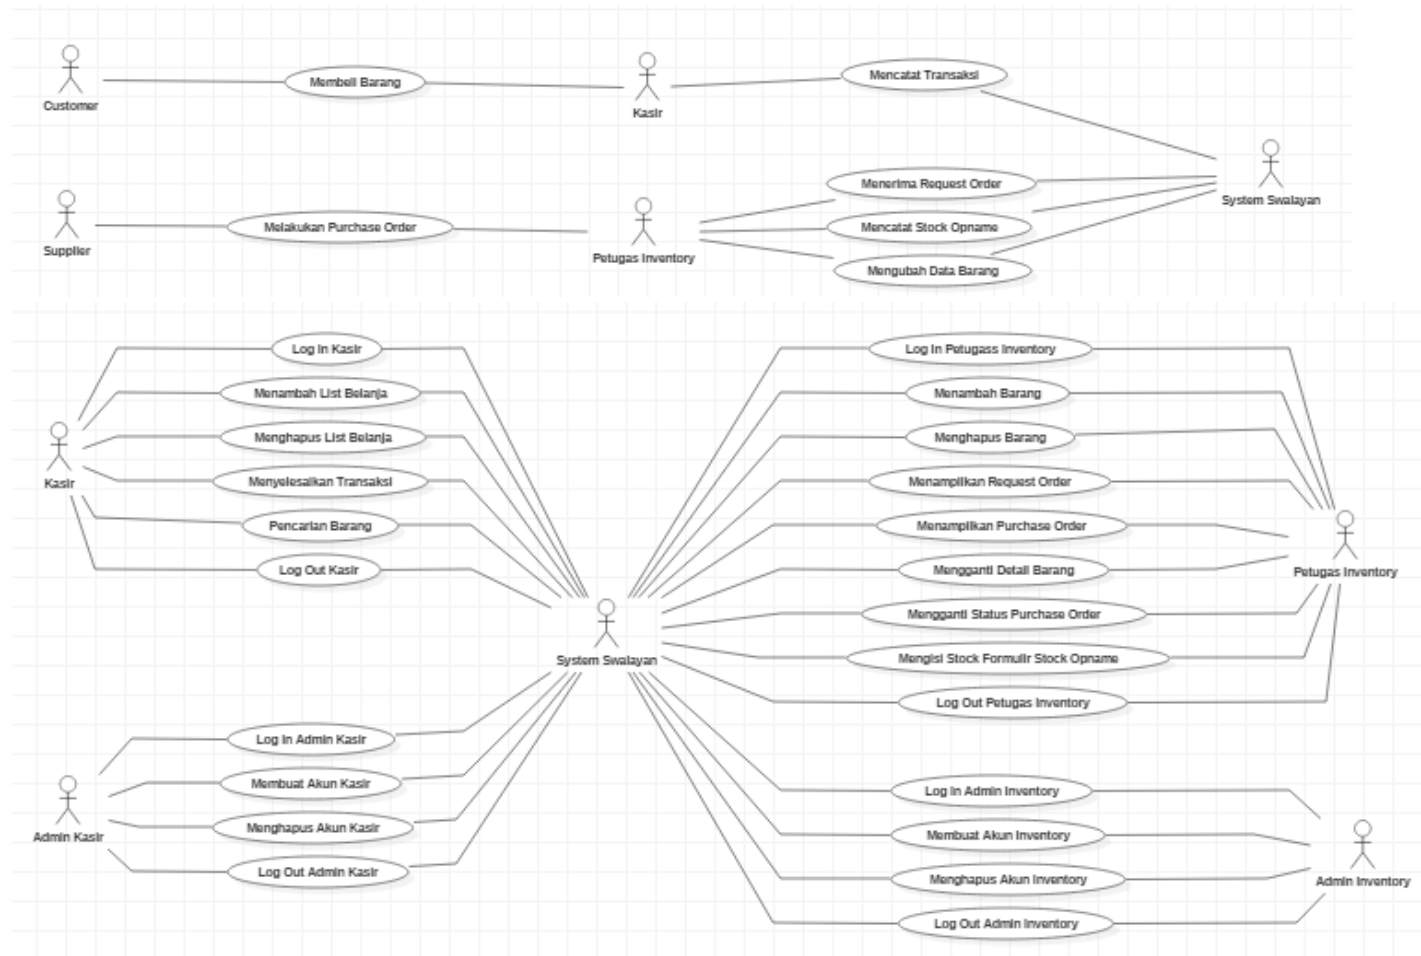 Customer
Membeli Barang
Kasir
Mencatat Transaksi
System Swalayan
Supplier
Melakukan Purchase Order
Petugas Inventory
Menerima Request Order
Mencatat Stock Opname
Mengubah Data Barang
Kasir
Log In Kasir
Menambah List Belanja
Menghapus List Belanja
Menyelesaikan Transaksi
Pencarian Barang
Log Out Kasir
System Swalayan
Log In Petugass Inventory
Menambah Barang
Menghapus Barang
Menampilkan Request Order
Menampilkan Purchase Order
Mengganti Detail Barang
Mengganti Status Purchase Order
Mengisi Stock Formulir Stock Opname
Log Out Petugas Inventory
Petugas Inventory
Admin Kasir
Log In Admin Kasir
Membuat Akun Kasir
Menghapus Akun Kasir
Log Out Admin Kasir
Log In Admin Inventory
Membuat Akun Inventory
Menghapus Akun Inventory
Log Out Admin Inventory
Admin Inventory